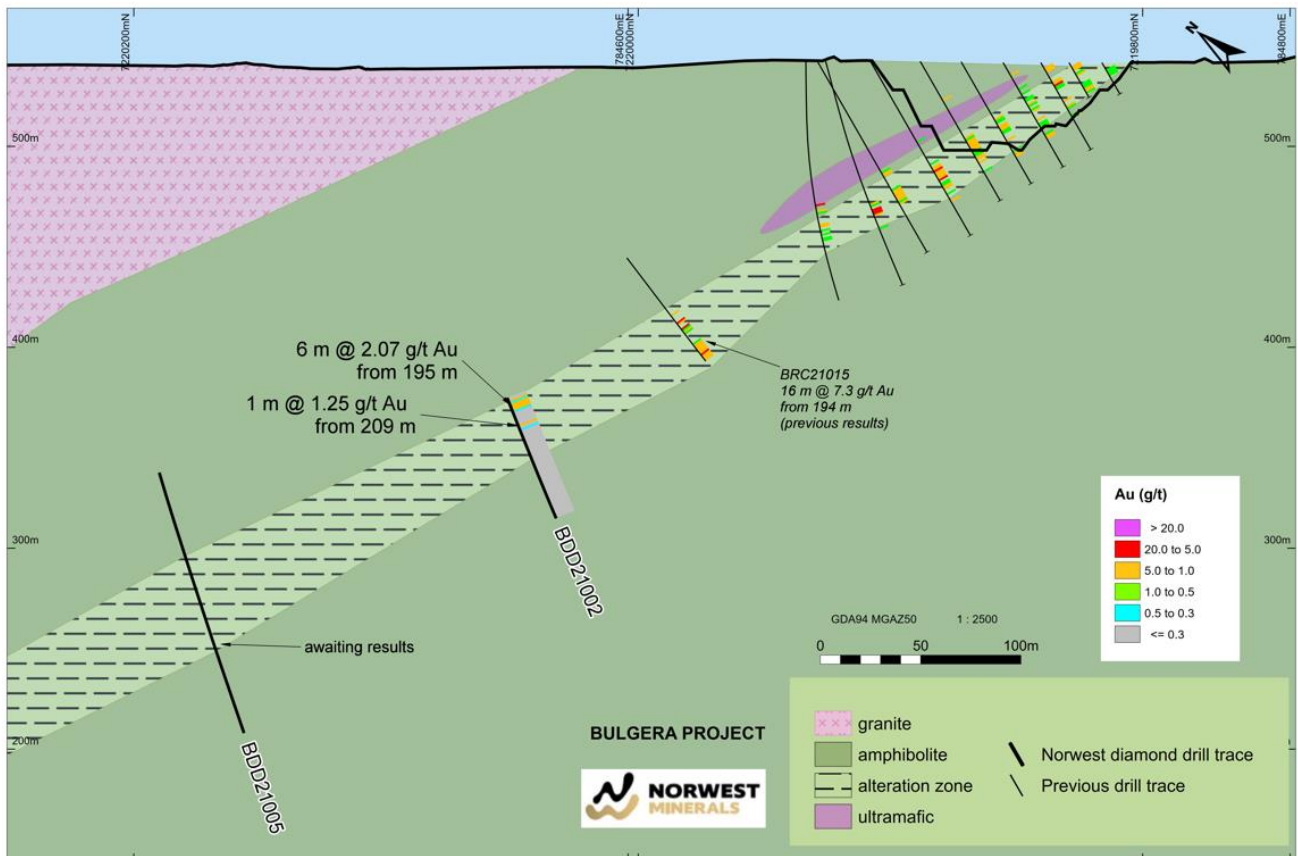 7220200mN
784600mE
7220000mN
7219800mN
784800mE
N
500m
400m
300m
200m
500m
400m
300m
6 m @ 2.07 g/t Au
from 195 m
1 m @ 1.25 g/t Au
from 209 m
BRC21015
16 m @ 7.3 g/t Au
from 194 m
(previous results)
BDD21002
awaiting results
BDD21005
Au (g/t)
> 20.0
20.0 to 5.0
5.0 to 1.0
1.0 to 0.5
0.5 to 0.3
<= 0.3
GDA94 MGAZ50 1 : 2500
0 50 100m
BULGERA PROJECT
NORWEST
MINERALS
granite
amphibolite
alteration zone
ultramafic
Norwest diamond drill trace
Previous drill trace